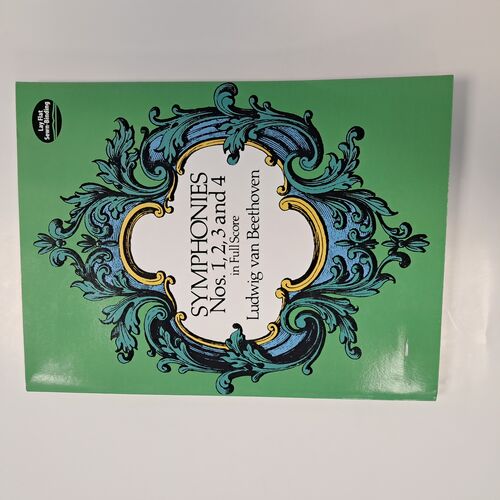 Lay Flat
Sewn Binding
SYMPHONIES
Nos. 1, 2, 3 and 4
in Full Score
Ludwig van Beethoven